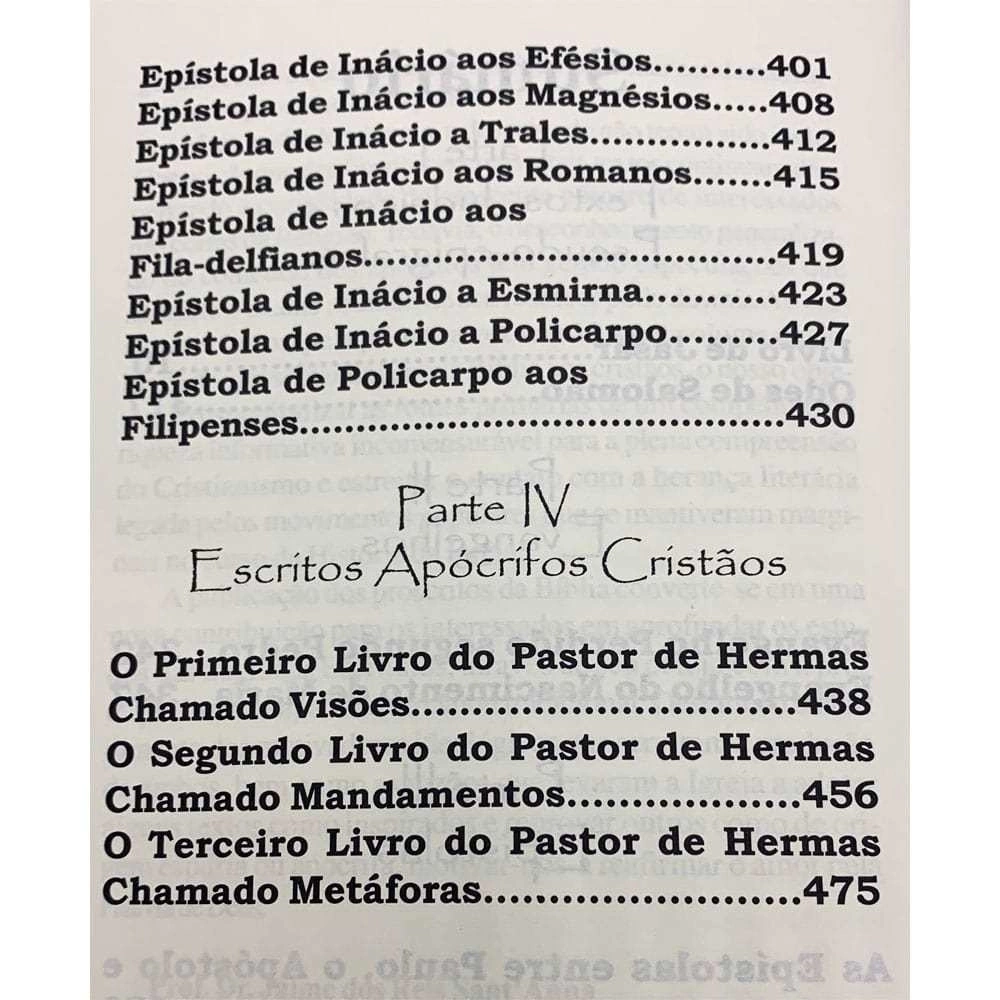 Epístola de Inácio aos Efésios..........401
Epístola de Inácio aos Magnésios.....408
Epístola de Inácio a Trales................412
Epístola de Inácio aos Romanos.......415
Epístola de Inácio aos
Fila-delfianos.....................................419
Epístola de Inácio a Esmirna............423
Epístola de Inácio a Policarpo..........427
Epístola de Policarpo aos
Filipenses...........................................430
Parte IV
Escritos Apócrifos Cristãos
O Primeiro Livro do Pastor de Hermas
Chamado Visões..................................438
O Segundo Livro do Pastor de Hermas
Chamado Mandamentos....................456
O Terceiro Livro do Pastor de Hermas
Chamado Metáforas............................475